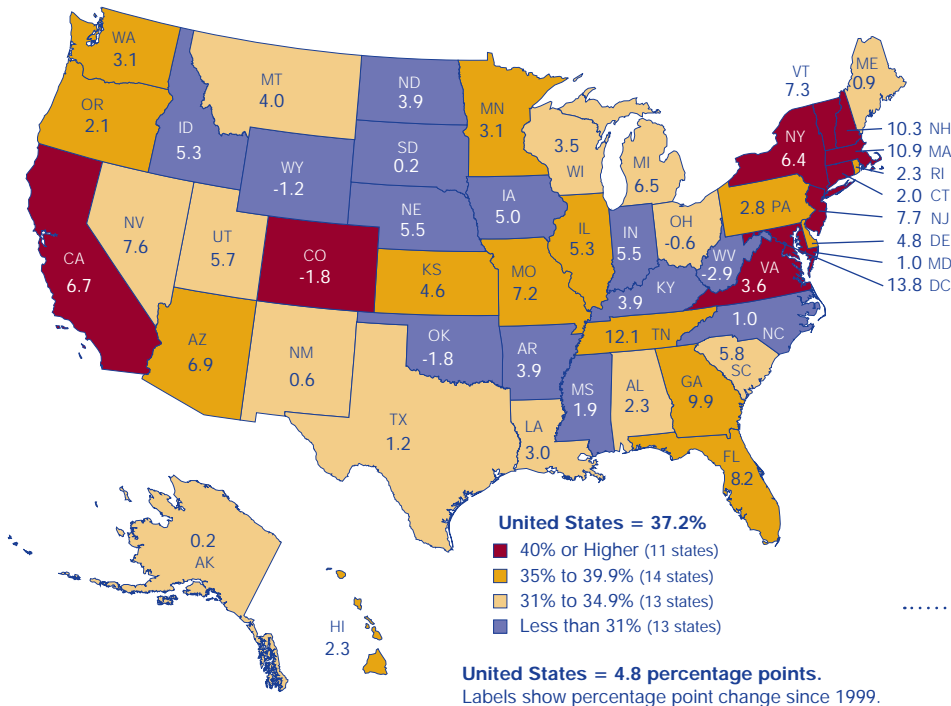 WA
3.1
OR
2.1
CA
6.7
ID
5.3
NV
7.6
MT
4.0
WY
-1.2
UT
5.7
AZ
6.9
CO
-1.8
NM
0.6
ND
3.9
SD
0.2
NE
5.5
KS
4.6
OK
-1.8
TX
1.2
MN
3.1
IA
5.0
MO
7.2
AR
3.9
LA
3.0
3.5
WI
IL
5.3
MI
6.5
IN
5.5
OH
-0.6
KY
3.9
12.1 TN
MS
1.9
AL
2.3
GA
9.9
FL
8.2
5.8
SC
1.0
NC
VA
3.6
WV
-2.9
2.8 PA
NY
6.4
VT
7.3
ME
0.9
10.3 NH
10.9 MA
2.3 RI
2.0 CT
7.7 NJ
4.8 DE
1.0 MD
13.8 DC
0.2
AK
HI
2.3
United States = 37.2%
40% or Higher (11 states)
35% to 39.9% (14 states)
31% to 34.9% (13 states)
Less than 31% (13 states)
......
United States = 4.8 percentage points.
Labels show percentage point change since 1999.